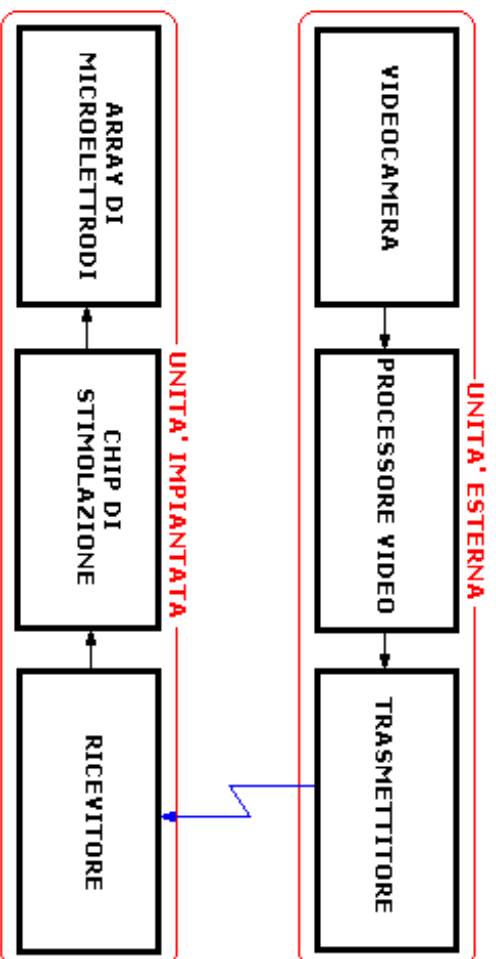 UNITA' ESTERNA
VIDEOCAMERA
PROCESSORE VIDEO
TRASMETTITORE
UNITA' IMPIANTATA
ARRAY DI
MICROELETTRODI
CHIP DI
STIMOLAZIONE
RICEVITORE